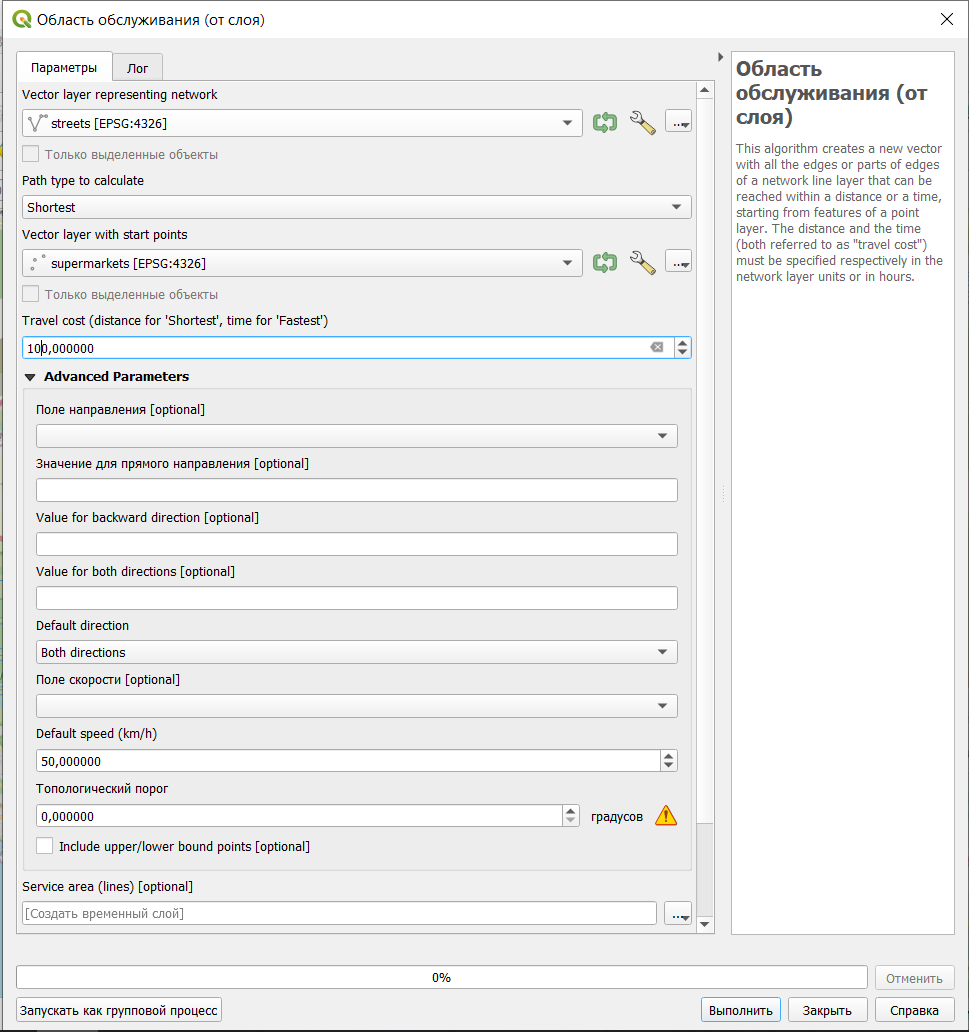 Область обслуживания (от слоя)
Параметры
Лог
Vector layer representing network
streets [EPSG:4326]
...
Только выделенные объекты
Path type to calculate
Shortest
Vector layer with start points
supermarkets [EPSG:4326]
...
Только выделенные объекты
Travel cost (distance for 'Shortest', time for 'Fastest')
100,000000
Advanced Parameters
Поле направления [optional]
Значение для прямого направления [optional]
Value for backward direction [optional]
Value for both directions [optional]
Default direction
Both directions
Поле скорости [optional]
Default speed (km/h)
50,000000
Топологический порог
0,000000
градусов
Include upper/lower bound points [optional]
Service area (lines) [optional]
[Создать временный слой]
...
Область
обслуживания (от
слоя)
This algorithm creates a new vector
with all the edges or parts of edges
of a network line layer that can be
reached within a distance or a time,
starting from features of a point
layer. The distance and the time
(both referred to as "travel cost")
must be specified respectively in the
network layer units or in hours.
0%
Отменить
Запускать как групповой процесс
Выполнить
Закрыть
Справка